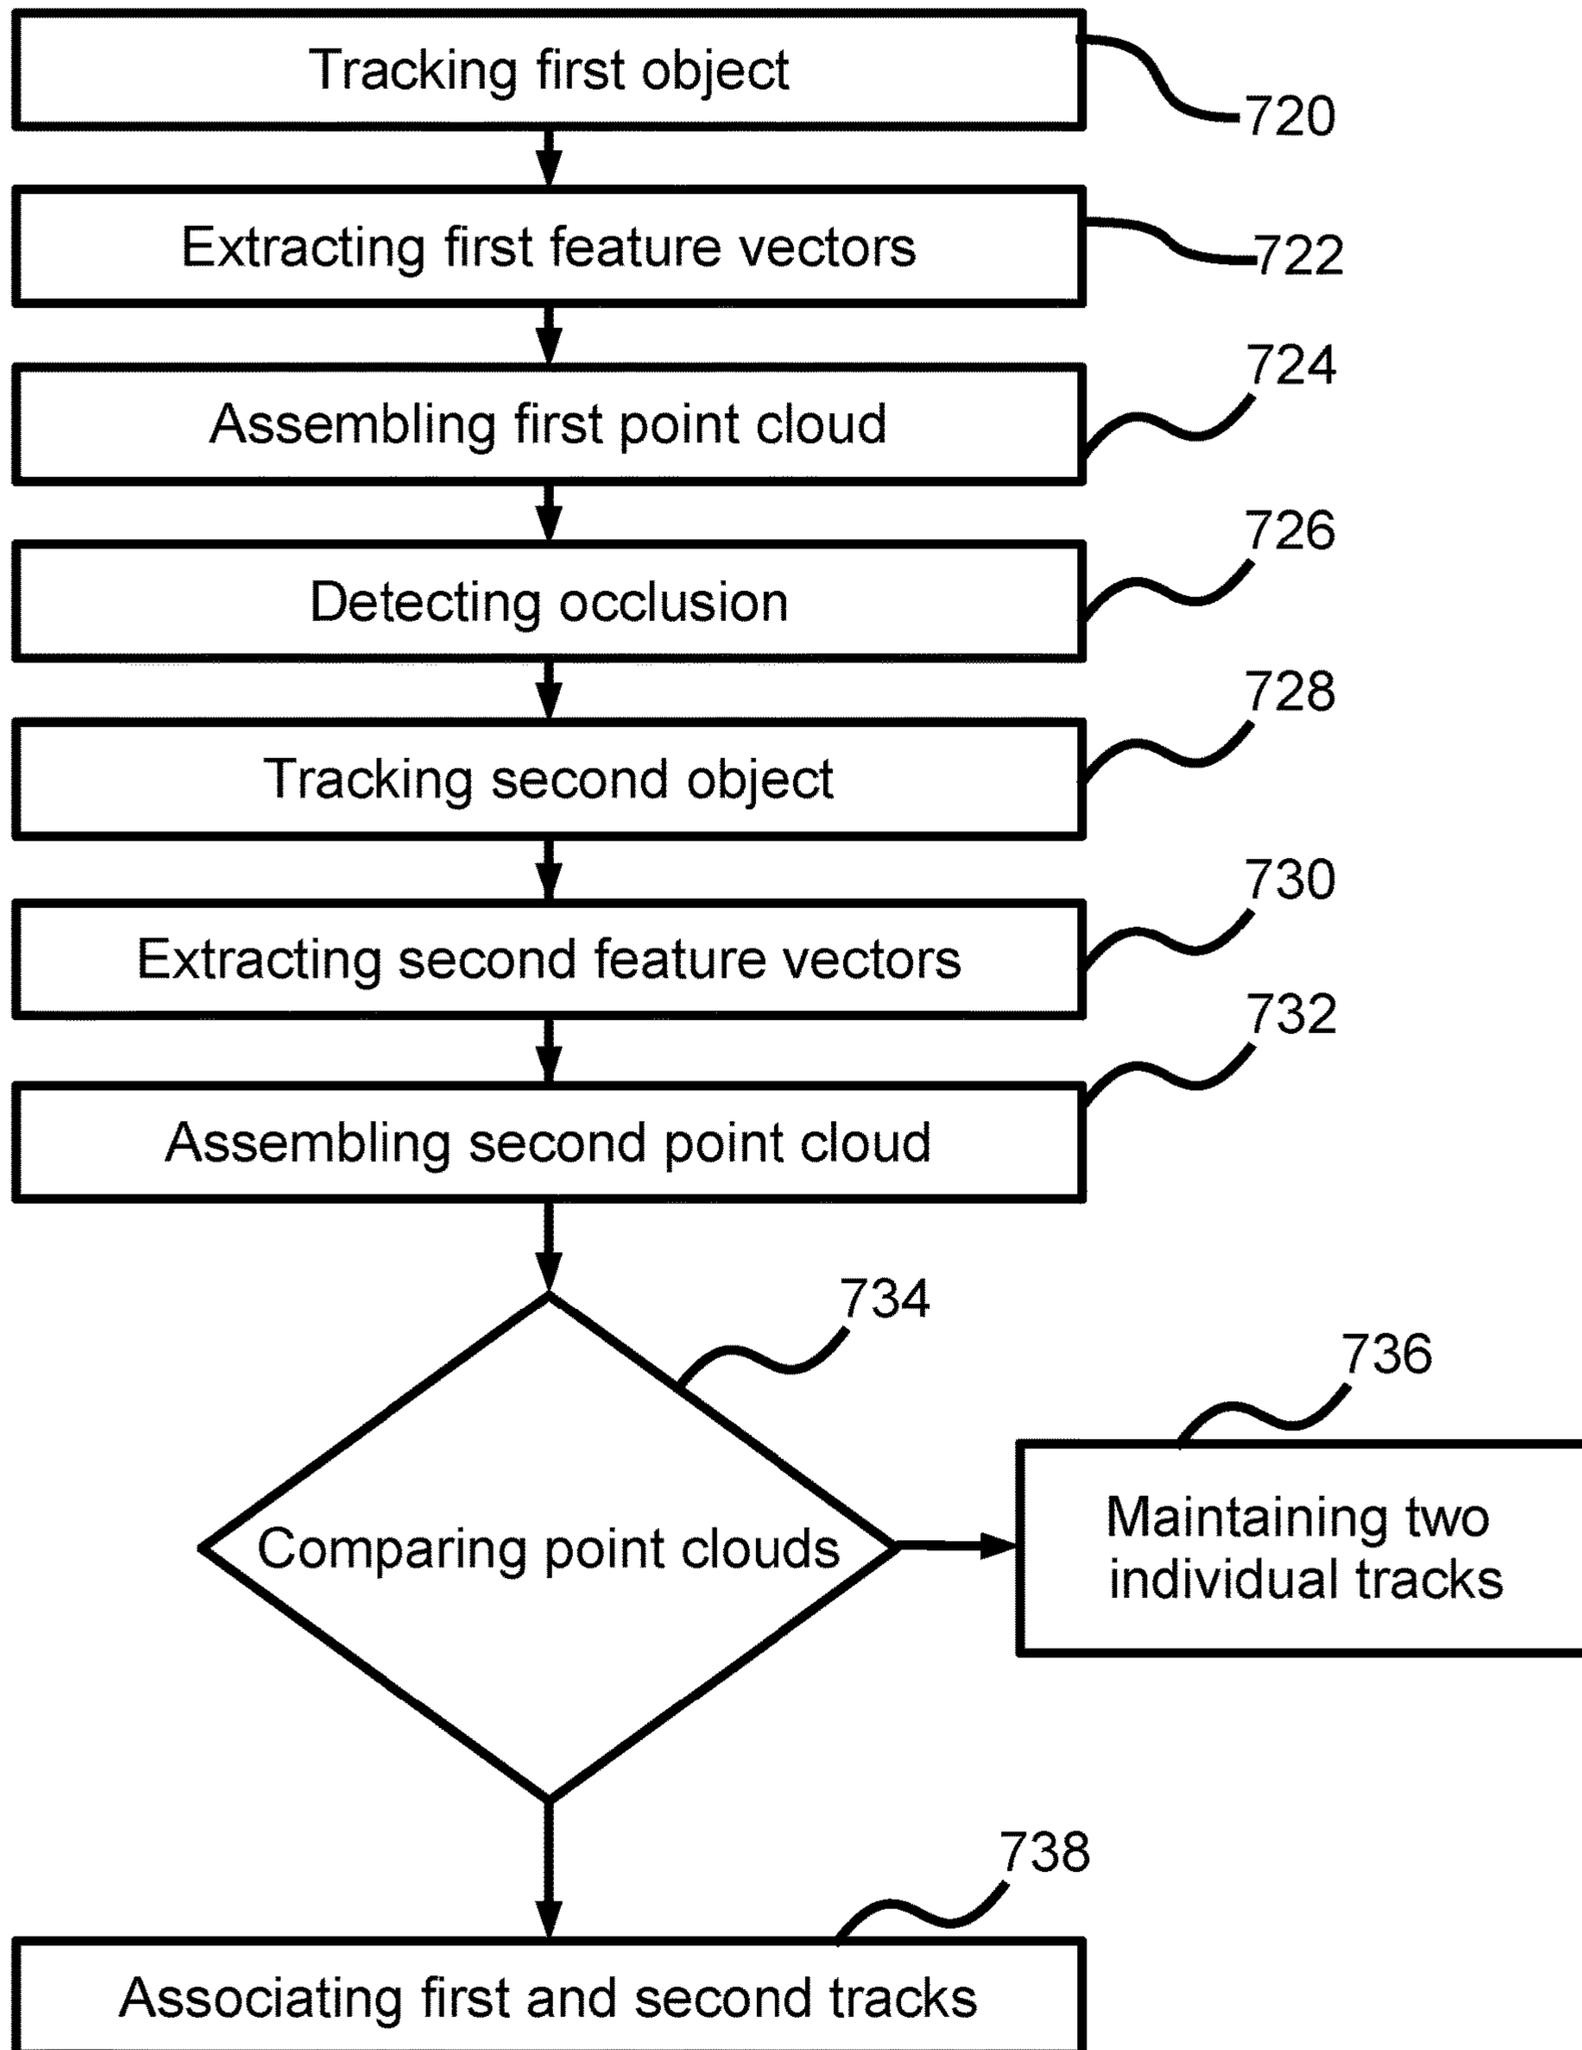 Tracking first object
720
Extracting first feature vectors
722
724
Assembling first point cloud
726
Detecting occlusion
728
Tracking second object
730
Extracting second feature vectors
732
Assembling second point cloud
734
736
Comparing point clouds
Maintaining two
individual tracks
738
Associating first and second tracks